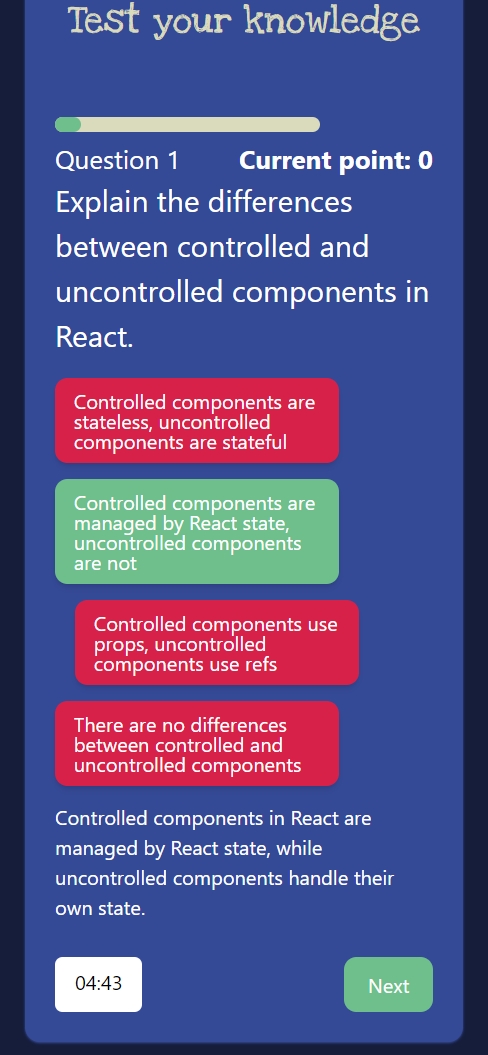 Test your knowledge
Question 1 Current point: 0
Explain the differences
between controlled and
uncontrolled components in
React.
Controlled components are
stateless, uncontrolled
components are stateful
Controlled components are
managed by React state,
uncontrolled components
are not
Controlled components use
props, uncontrolled
components use refs
There are no differences
between controlled and
uncontrolled components
Controlled components in React are
managed by React state, while
uncontrolled components handle their
own state.
04:43 Next